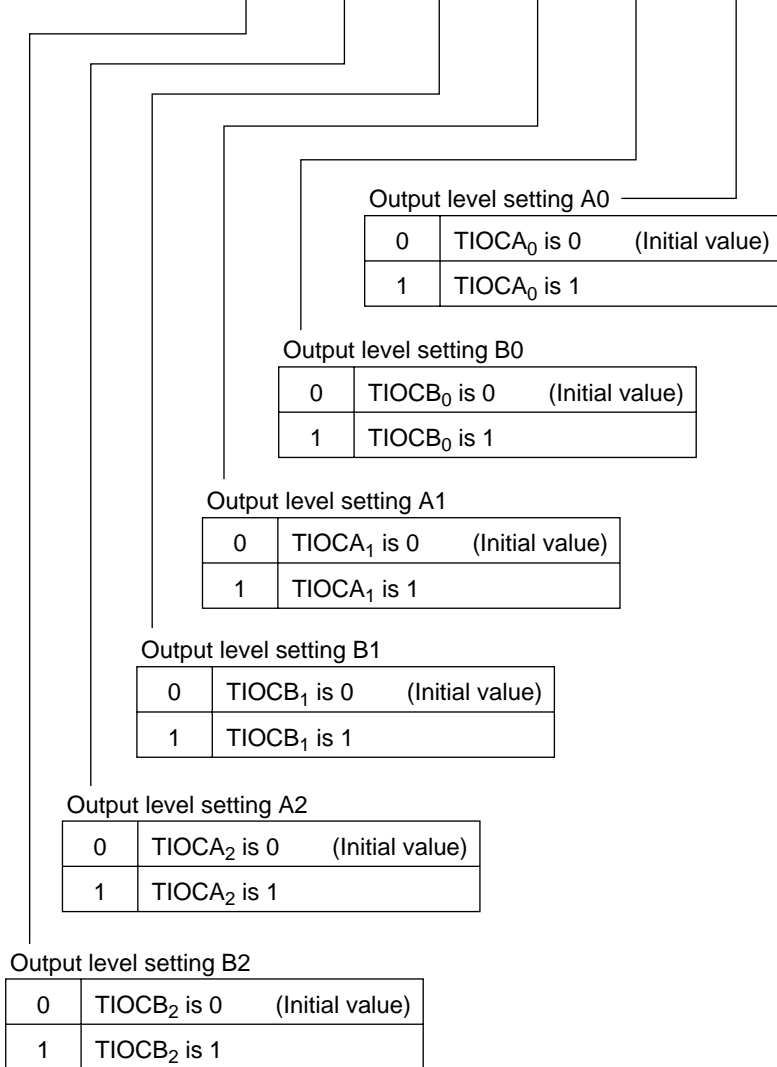 Output level setting A0
0 TIOCA₀ is 0 (Initial value)
1 TIOCA₀ is 1
Output level setting B0
0 TIOCB₀ is 0 (Initial value)
1 TIOCB₀ is 1
Output level setting A1
0 TIOCA₁ is 0 (Initial value)
1 TIOCA₁ is 1
Output level setting B1
0 TIOCB₁ is 0 (Initial value)
1 TIOCB₁ is 1
Output level setting A2
0 TIOCA₂ is 0 (Initial value)
1 TIOCA₂ is 1
Output level setting B2
0 TIOCB₂ is 0 (Initial value)
1 TIOCB₂ is 1